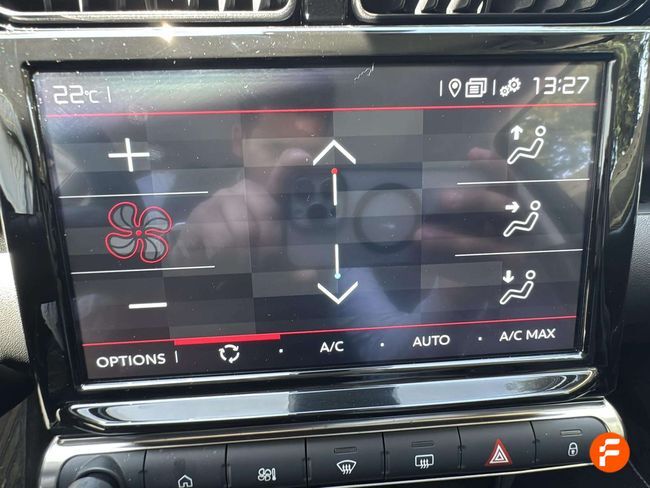 22°C
13:27
OPTIONS
A/C
AUTO
A/C MAX